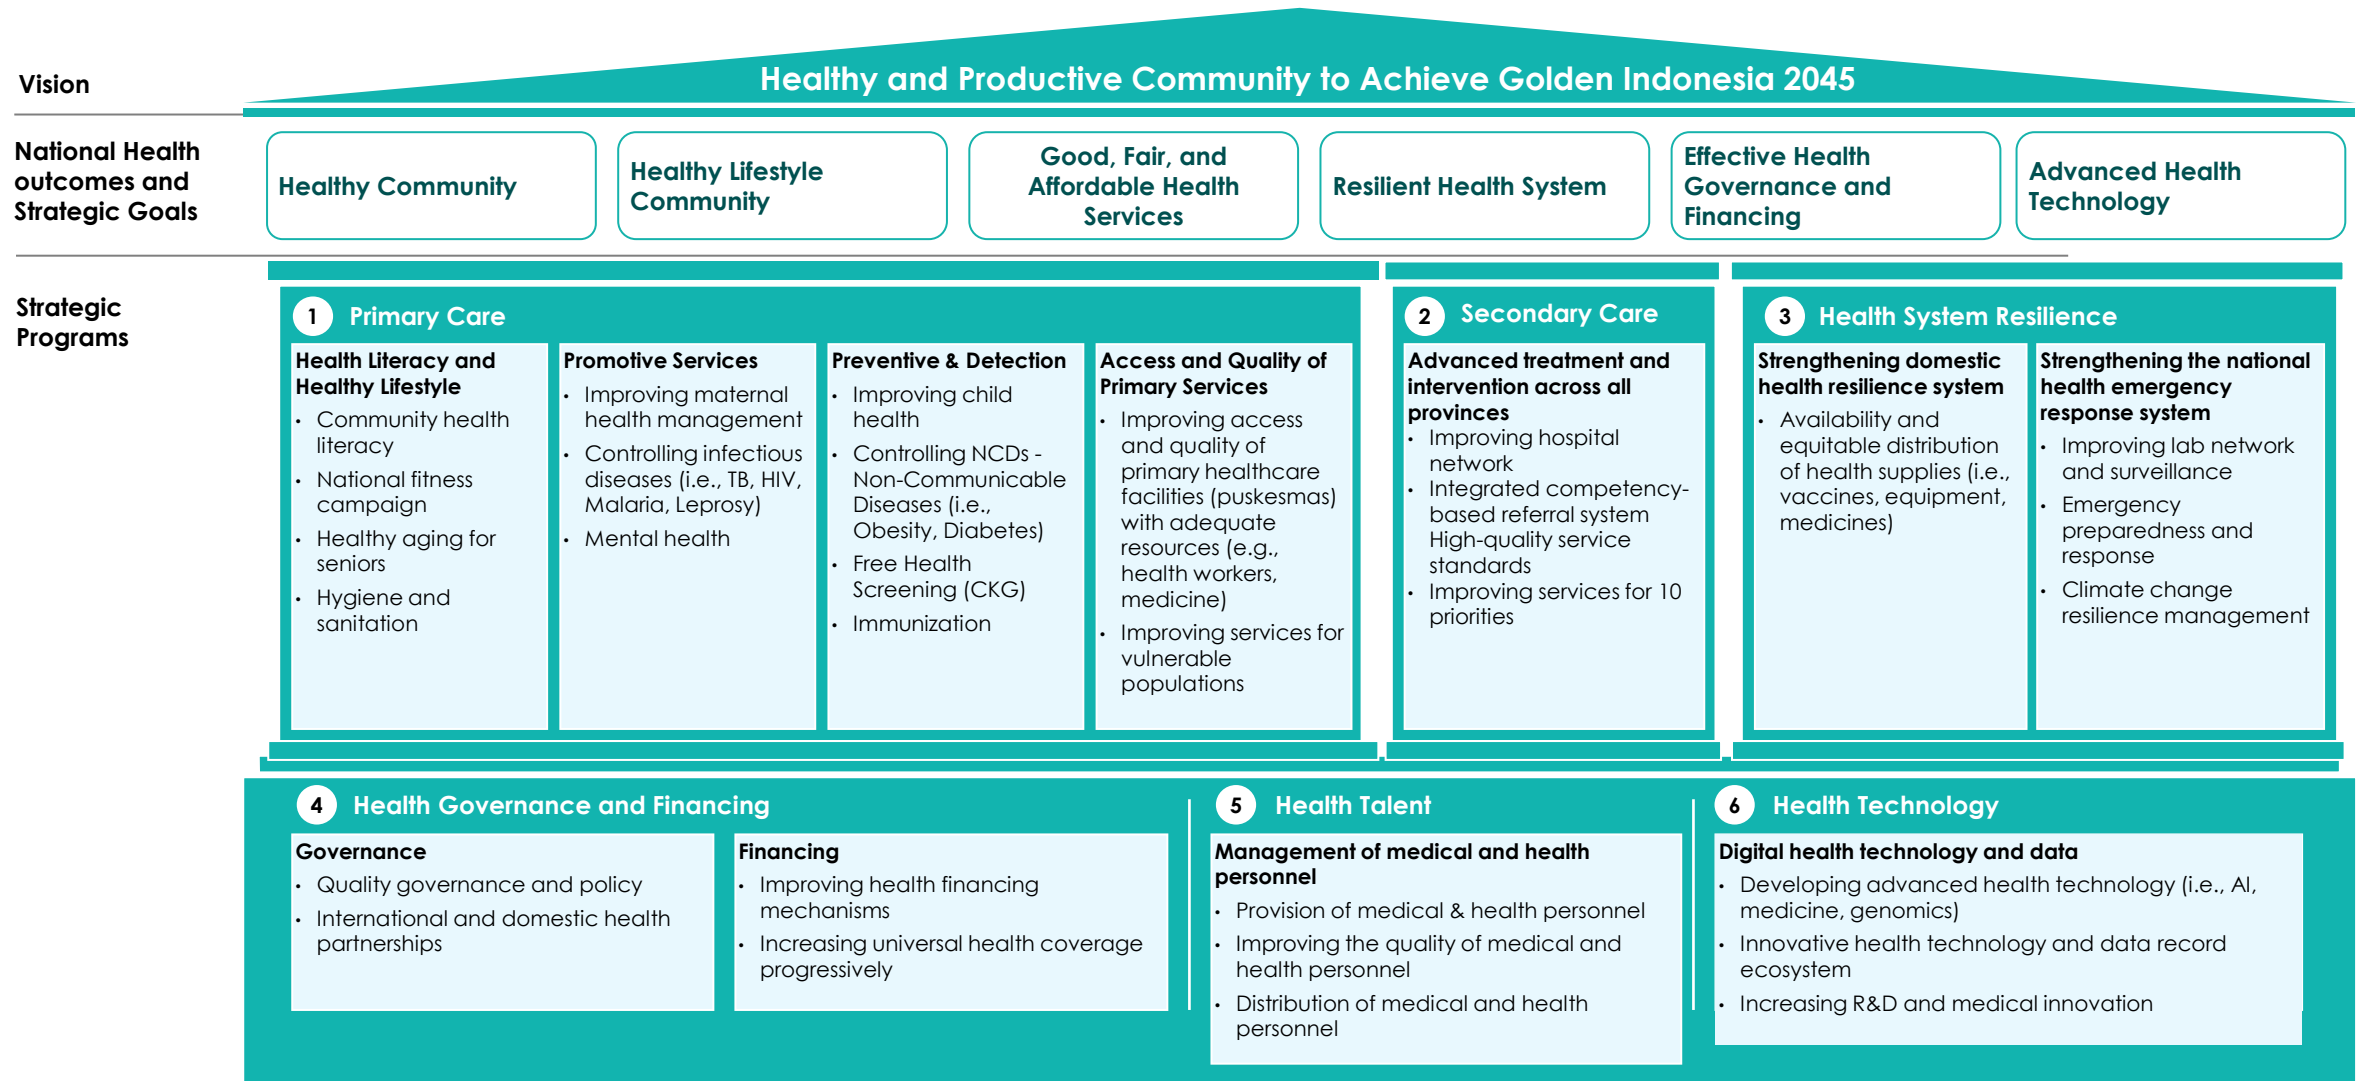 Vision
Healthy and Productive Community to Achieve Golden Indonesia 2045
National Health
outcomes and
Strategic Goals
Healthy Community
Healthy Lifestyle
Community
Good, Fair, and
Affordable Health
Services
Resilient Health System
Effective Health
Governance and
Financing
Advanced Health
Technology
Strategic
Programs
1 Primary Care
Health Literacy and
Healthy Lifestyle
• Community health
literacy
• National fitness
campaign
• Healthy aging for
seniors
• Hygiene and
sanitation
Promotive Services
• Improving maternal
health management
• Controlling infectious
diseases (i.e., TB, HIV,
Malaria, Leprosy)
• Mental health
Preventive & Detection
• Improving child
health
• Controlling NCDs -
Non-Communicable
Diseases (i.e.,
Obesity, Diabetes)
• Free Health
Screening (CKG)
• Immunization
Access and Quality of
Primary Services
• Improving access
and quality of
primary healthcare
facilities (puskesmas)
with adequate
resources (e.g.,
health workers,
medicine)
• Improving services for
vulnerable
populations
2 Secondary Care
Advanced treatment and
intervention across all
provinces
• Improving hospital
network
• Integrated competency-
based referral system
High-quality service
standards
• Improving services for 10
priorities
3 Health System Resilience
Strengthening domestic
health resilience system
• Availability and
equitable distribution
of health supplies (i.e.,
vaccines, equipment,
medicines)
Strengthening the national
health emergency
response system
• Improving lab network
and surveillance
• Emergency
preparedness and
response
• Climate change
resilience management
4 Health Governance and Financing
Governance
• Quality governance and policy
• International and domestic health
partnerships
Financing
• Improving health financing
mechanisms
• Increasing universal health coverage
progressively
5 Health Talent
Management of medical and health
personnel
• Provision of medical & health personnel
• Improving the quality of medical and
health personnel
• Distribution of medical and health
personnel
6 Health Technology
Digital health technology and data
• Developing advanced health technology (i.e., AI,
medicine, genomics)
• Innovative health technology and data record
ecosystem
• Increasing R&D and medical innovation